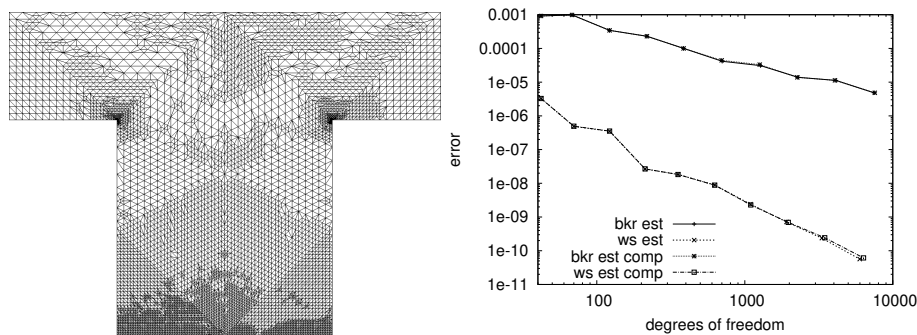 0.001
0.0001
1e-05
1e-06
1e-07
1e-08
1e-09
1e-10
1e-11
error
bkr est
ws est
bkr est comp
ws est comp
100
1000
10000
degrees of freedom